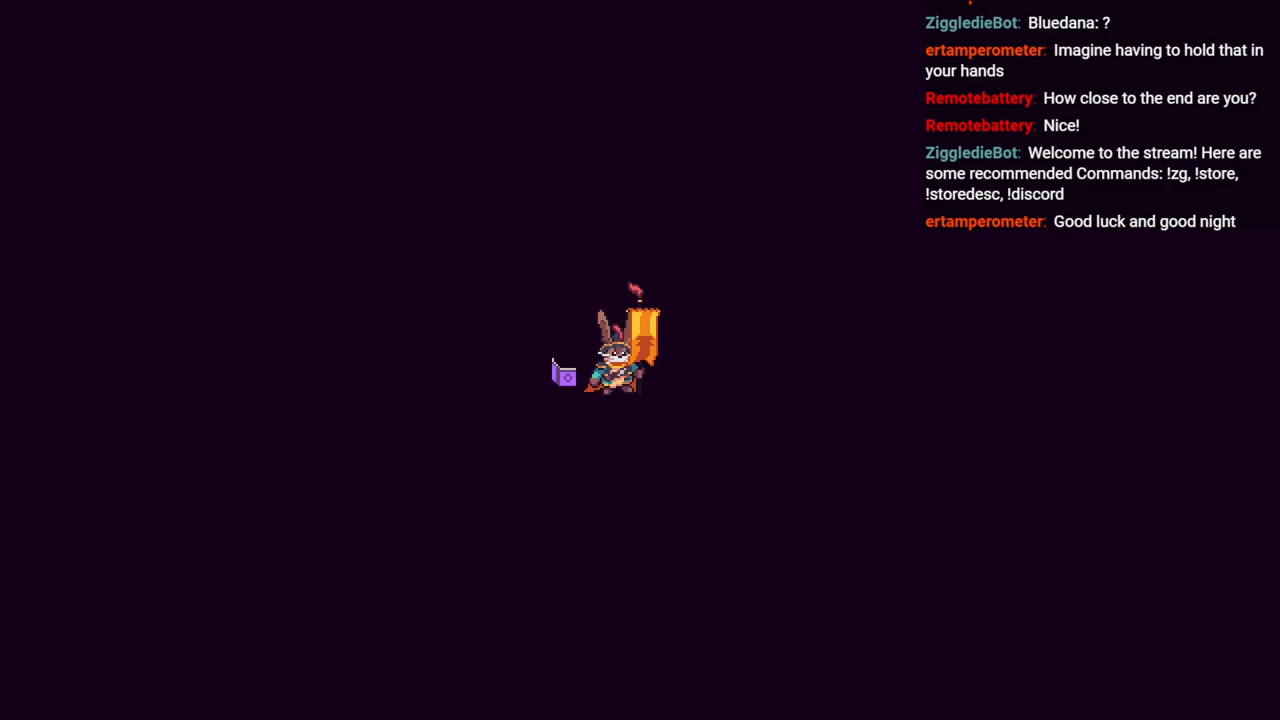 ZiggledieBot: Bluedana: ?
ertamperometer: Imagine having to hold that in
your hands
Remotebattery: How close to the end are you?
Remotebattery: Nice!
ZiggledieBot: Welcome to the stream! Here are
some recommended Commands: !zg, !store,
!storedesc, !discord
ertamperometer: Good luck and good night